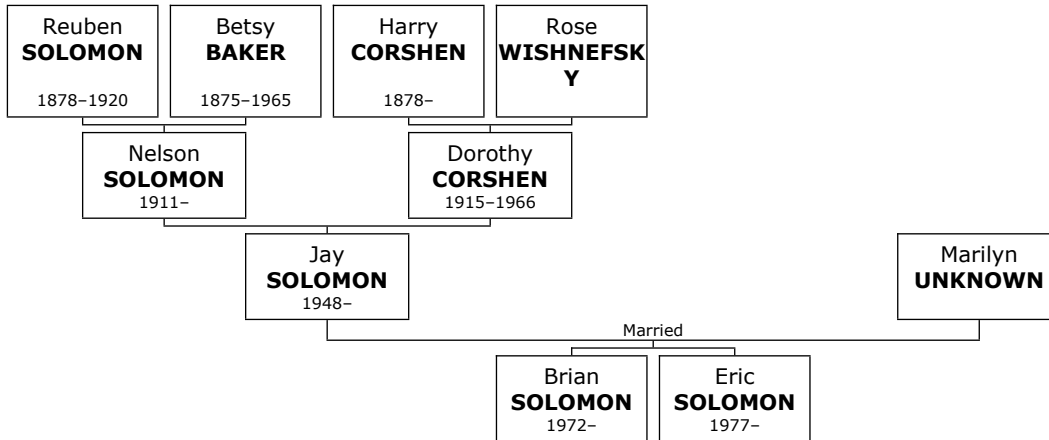 Reuben
SOLOMON
1878–1920
Betsy
BAKER
1875–1965
Harry
CORSHEN
1878–
Rose
WISHNEFSK
Y
Nelson
SOLOMON
1911–
Dorothy
CORSHEN
1915–1966
Jay
SOLOMON
1948–
Marilyn
UNKNOWN
Married
Brian
SOLOMON
1972–
Eric
SOLOMON
1977–